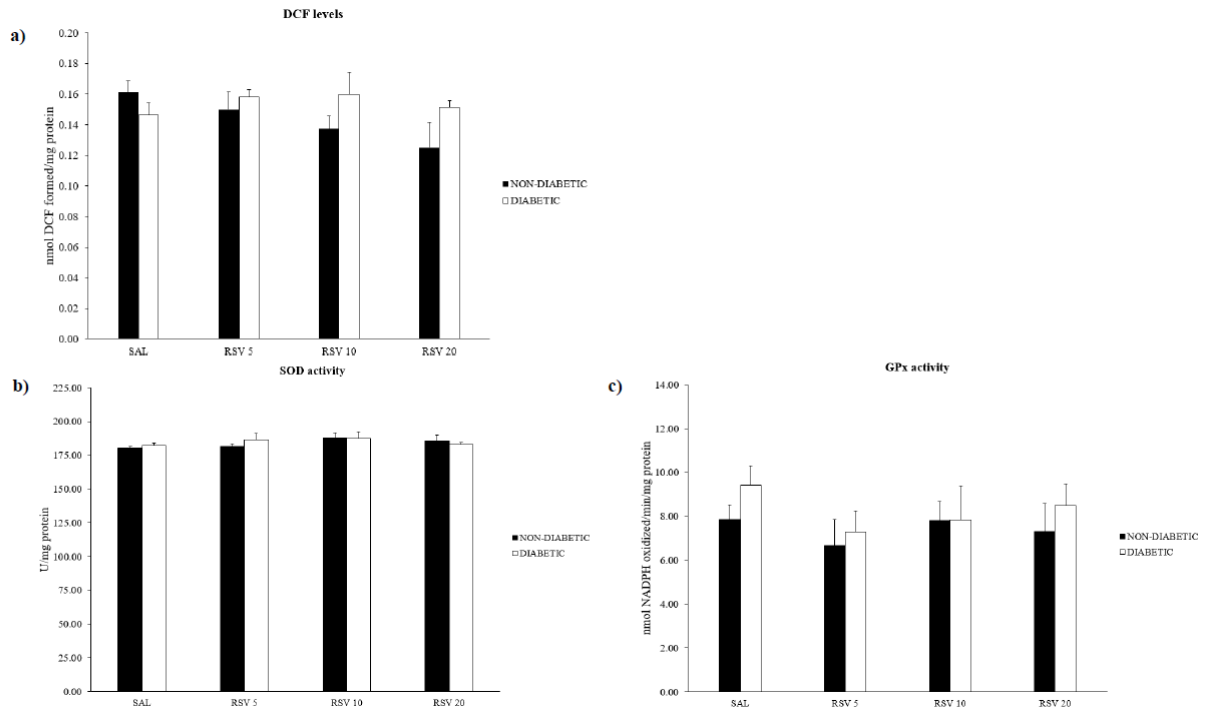 DCF levels
a)
nmol DCF formed/mg protein
0.20
0.18
0.16
0.14
0.12
0.10
0.08
0.06
0.04
0.02
0.00
SAL RSV 5 RSV 10 RSV 20
NON-DIABETIC
DIABETIC
SOD activity
b)
U/mg protein
225.00
200.00
175.00
150.00
125.00
100.00
75.00
50.00
25.00
0.00
SAL RSV 5 RSV 10 RSV 20
NON-DIABETIC
DIABETIC
GPx activity
c)
nmol NADPH oxidized/min/mg protein
14.00
12.00
10.00
8.00
6.00
4.00
2.00
0.00
SAL RSV 5 RSV 10 RSV 20
NON-DIABETIC
DIABETIC